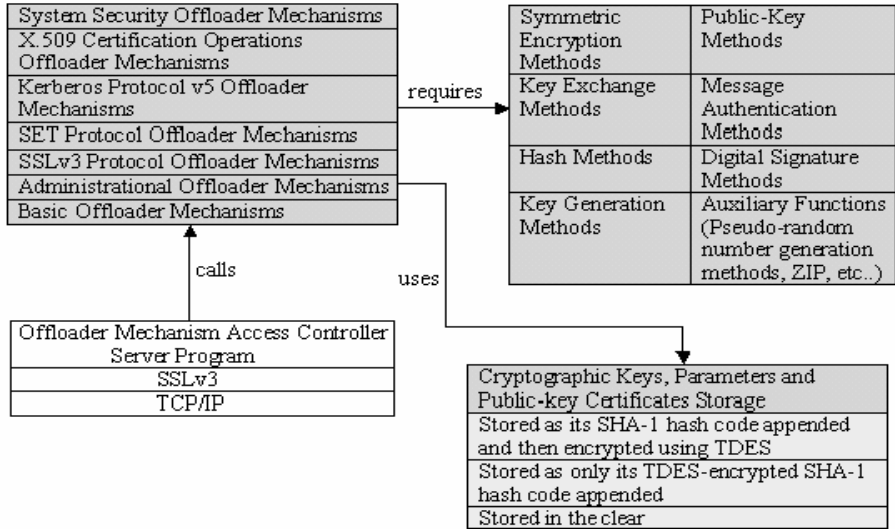 System Security Offloader Mechanisms
X.509 Certification Operations
Offloader Mechanisms
Kerberos Protocol v5 Offloader
Mechanisms
SET Protocol Offloader Mechanisms
SSLv3 Protocol Offloader Mechanisms
Administrational Offloader Mechanisms
Basic Offloader Mechanisms
requires
Symmetric
Encryption
Methods
Public-Key
Methods
Key Exchange
Methods
Message
Authentication
Methods
Hash Methods
Digital Signature
Methods
Key Generation
Methods
Auxiliary Functions
(Pseudo-random
number generation
methods, ZIP, etc..)
calls
uses
Offloader Mechanism Access Controller
Server Program
SSLv3
TCP/IP
Cryptographic Keys, Parameters and
Public-key Certificates Storage
Stored as its SHA-1 hash code appended
and then encrypted using TDES
Stored as only its TDES-encrypted SHA-1
hash code appended
Stored in the clear